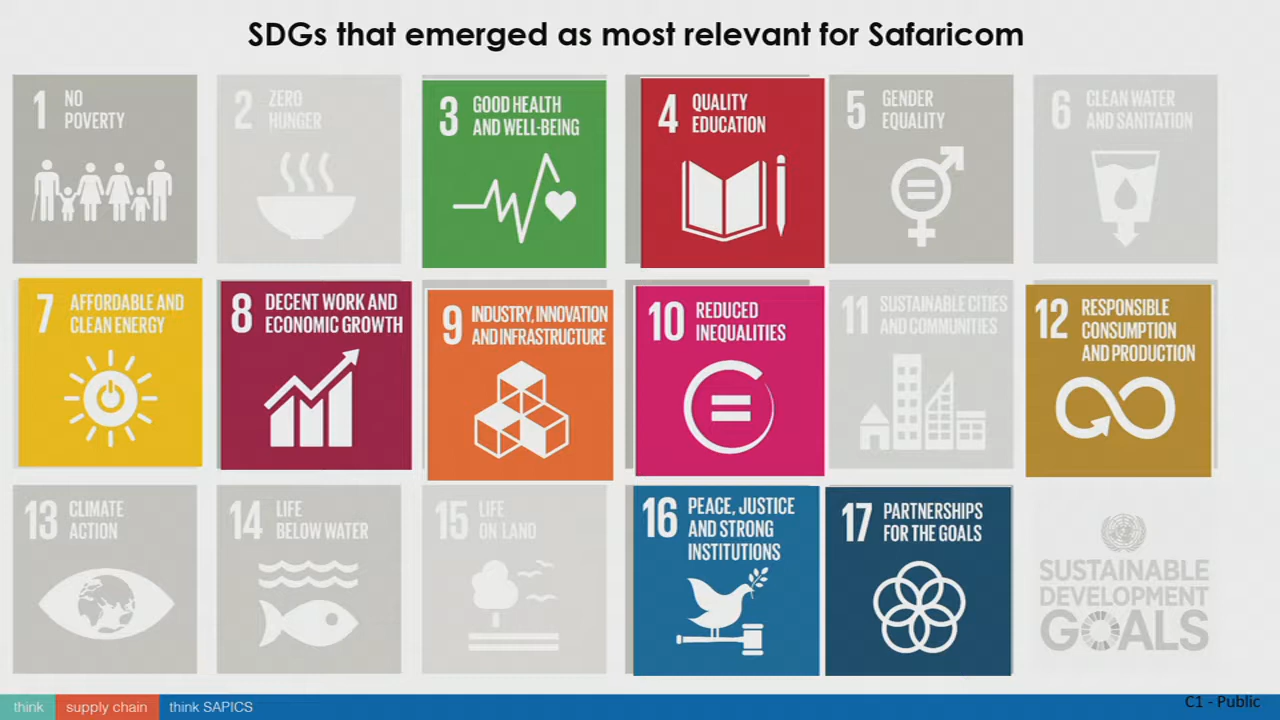 SDGs that emerged as most relevant for Safaricom
1 NO
POVERTY
2 ZERO
HUNGER
3 GOOD HEALTH
AND WELL-BEING
4 QUALITY
EDUCATION
5 GENDER
EQUALITY
6 CLEAN WATER
AND SANITATION
7 AFFORDABLE AND
CLEAN ENERGY
8 DECENT WORK AND
ECONOMIC GROWTH
9 INDUSTRY, INNOVATION
AND INFRASTRUCTURE
10 REDUCED
INEQUALITIES
11 SUSTAINABLE CITIES
AND COMMUNITIES
12 RESPONSIBLE
CONSUMPTION
AND PRODUCTION
13 CLIMATE
ACTION
14 LIFE
BELOW WATER
15 LIFE
ON LAND
16 PEACE, JUSTICE
AND STRONG
INSTITUTIONS
17 PARTNERSHIPS
FOR THE GOALS
SUSTAINABLE
DEVELOPMENT
GOALS
think supply chain think SAPICS
C1 - Public